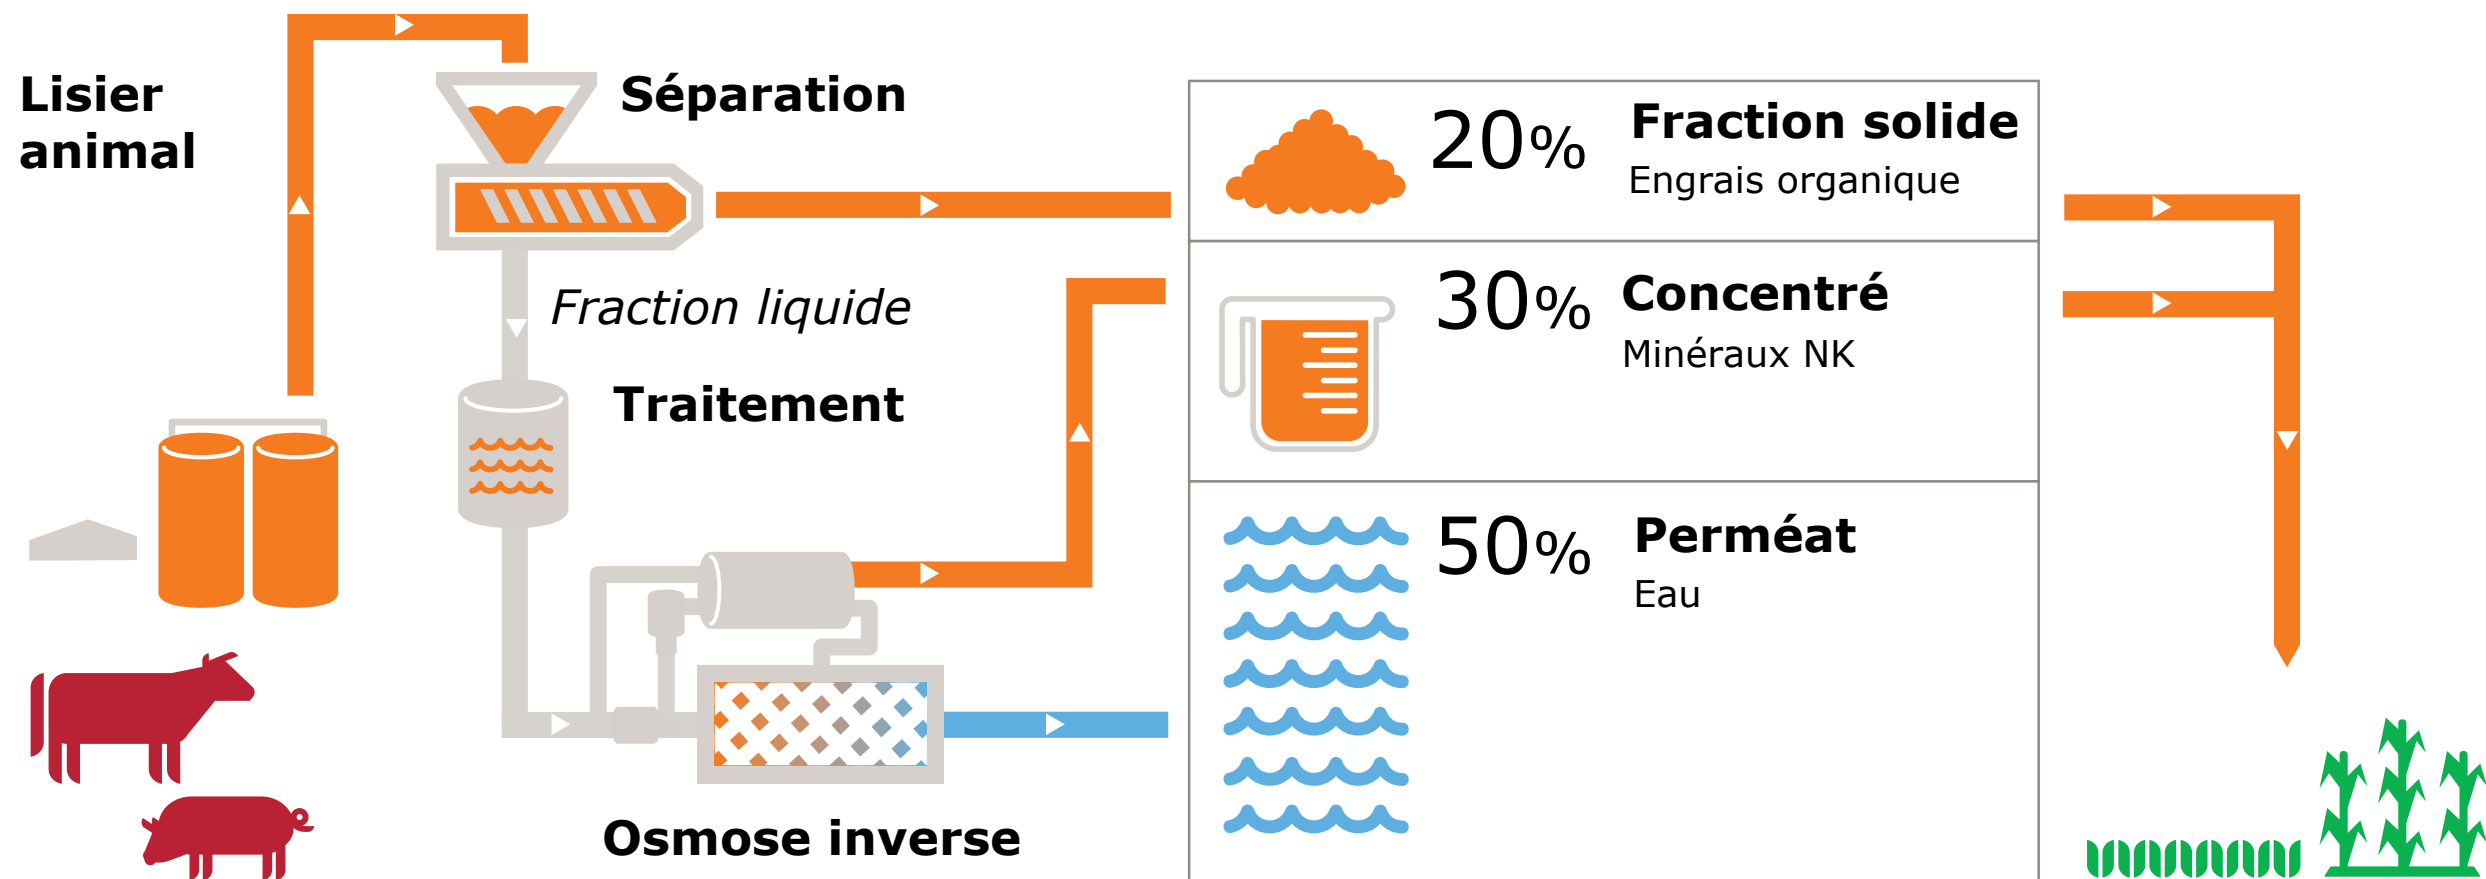 Lisier
animal
Séparation
Fraction liquide
Traitement
Osmose inverse
20% Fraction solide
Engrais organique
30% Concentré
Minéraux NK
50% Perméat
Eau